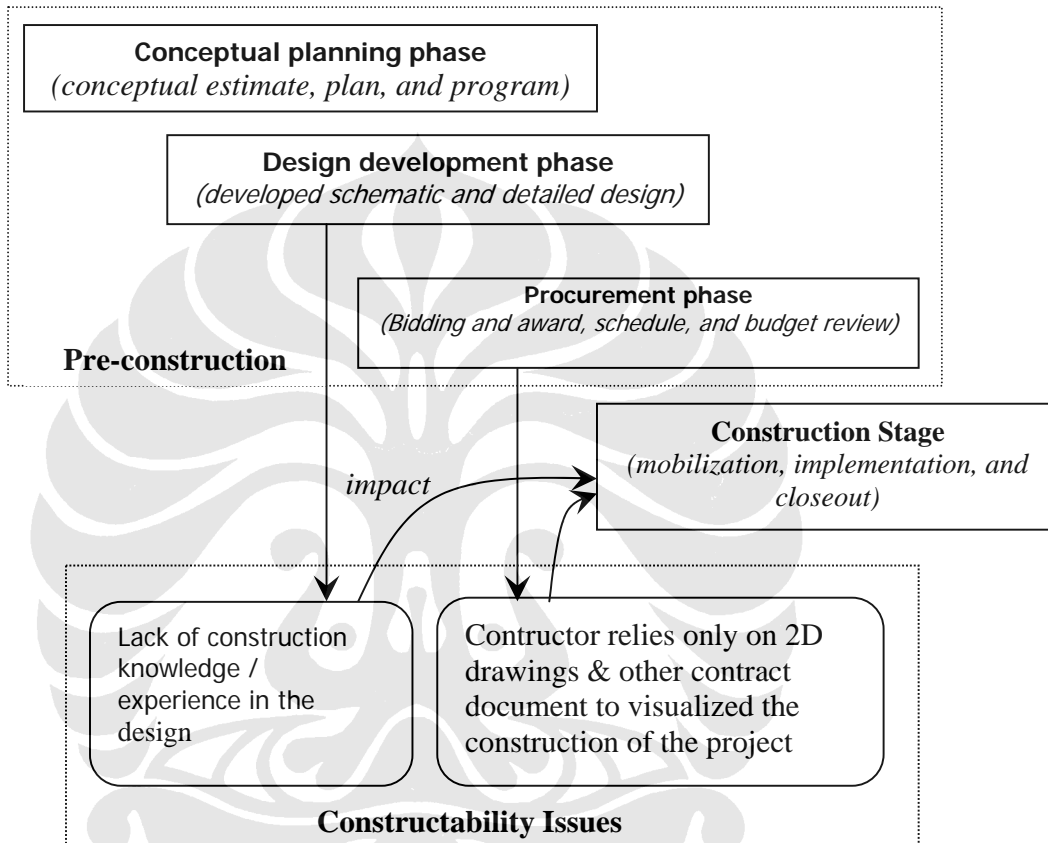 Conceptual planning phase
(conceptual estimate, plan, and program)
Design development phase
(developed schematic and detailed design)
Procurement phase
(Bidding and award, schedule, and budget review)
Pre-construction
Construction Stage
(mobilization, implementation, and
closeout)
impact
Lack of construction
knowledge /
experience in the
design
Contructor relies only on 2D
drawings & other contract
document to visualized the
construction of the project
Constructability Issues